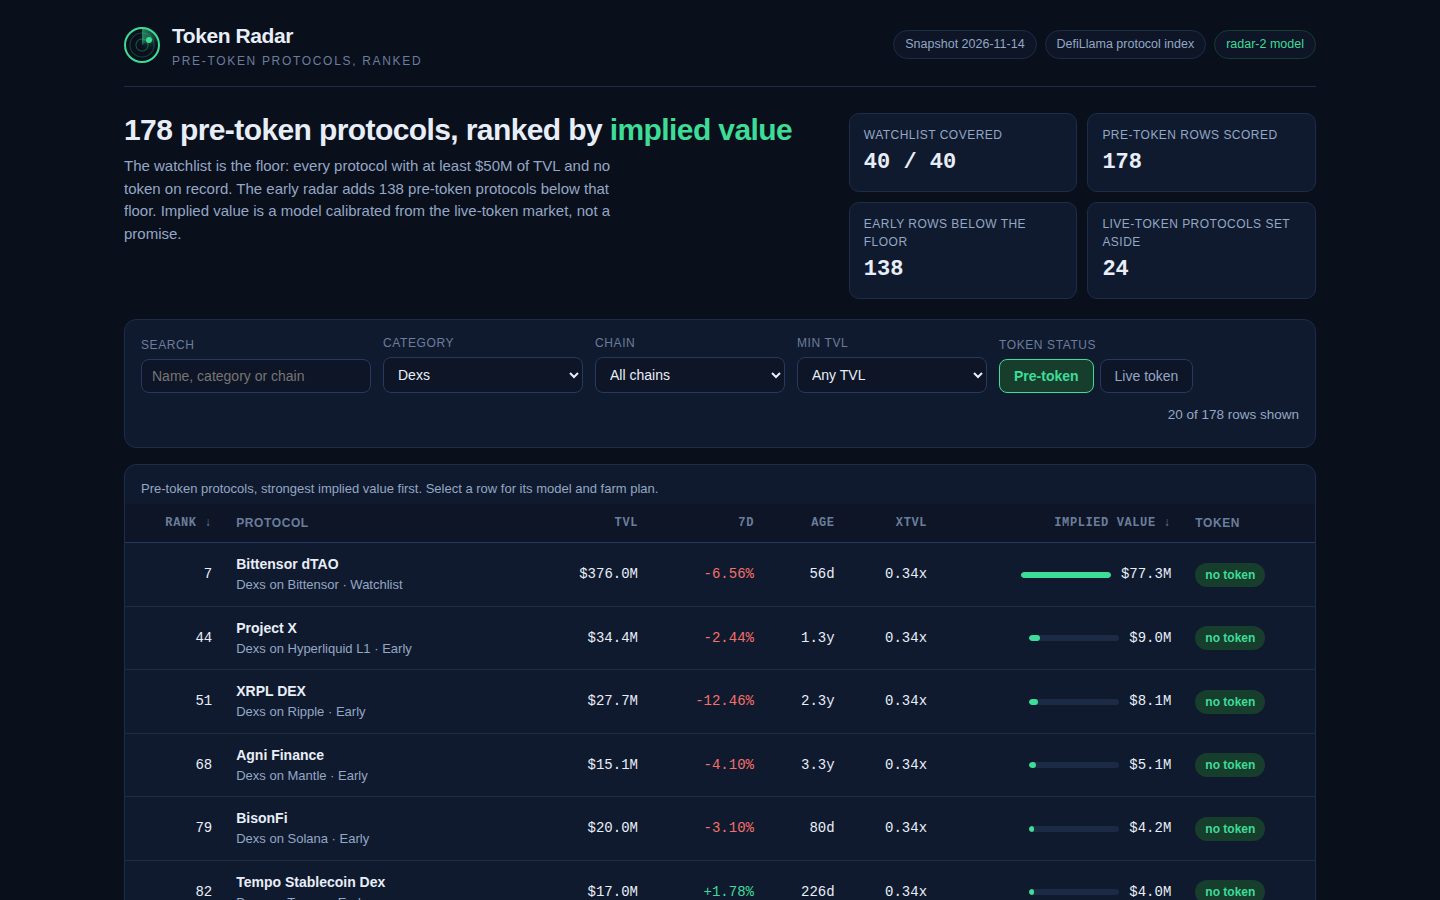 Token Radar
PRE-TOKEN PROTOCOLS, RANKED
Snapshot 2026-11-14
DefiLlama protocol index
radar-2 model
178 pre-token protocols, ranked by implied value
The watchlist is the floor: every protocol with at least $50M of TVL and no
token on record. The early radar adds 138 pre-token protocols below that
floor. Implied value is a model calibrated from the live-token market, not a
promise.
WATCHLIST COVERED
40 / 40
PRE-TOKEN ROWS SCORED
178
EARLY ROWS BELOW THE
FLOOR
138
LIVE-TOKEN PROTOCOLS SET
ASIDE
24
SEARCH
Name, category or chain
CATEGORY
Dexs
CHAIN
All chains
MIN TVL
Any TVL
TOKEN STATUS
Pre-token
Live token
20 of 178 rows shown
Pre-token protocols, strongest implied value first. Select a row for its model and farm plan.
RANK ↓ PROTOCOL TVL 7D AGE XTVL IMPLIED VALUE ↓ TOKEN
7 Bittensor dTAO $376.0M -6.56% 56d 0.34x $77.3M no token
Dexs on Bittensor · Watchlist
44 Project X $34.4M -2.44% 1.3y 0.34x $9.0M no token
Dexs on Hyperliquid L1 · Early
51 XRPL DEX $27.7M -12.46% 2.3y 0.34x $8.1M no token
Dexs on Ripple · Early
68 Agni Finance $15.1M -4.10% 3.3y 0.34x $5.1M no token
Dexs on Mantle · Early
79 BisonFi $20.0M -3.10% 80d 0.34x $4.2M no token
Dexs on Solana · Early
82 Tempo Stablecoin Dex $17.0M +1.78% 226d 0.34x $4.0M no token